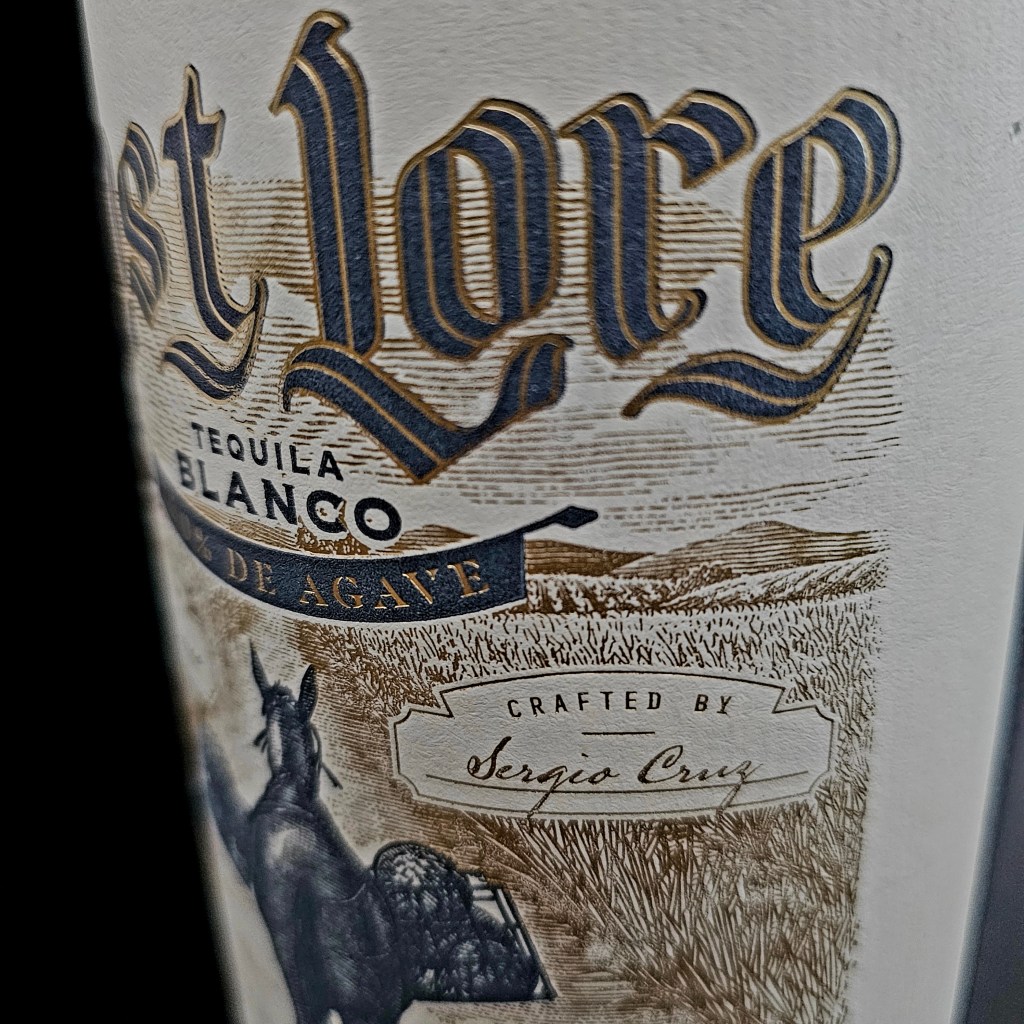 st Lore
TEQUILA
BLANCO
% DE AGAVE
CRAFTED BY
Sergio Cruz